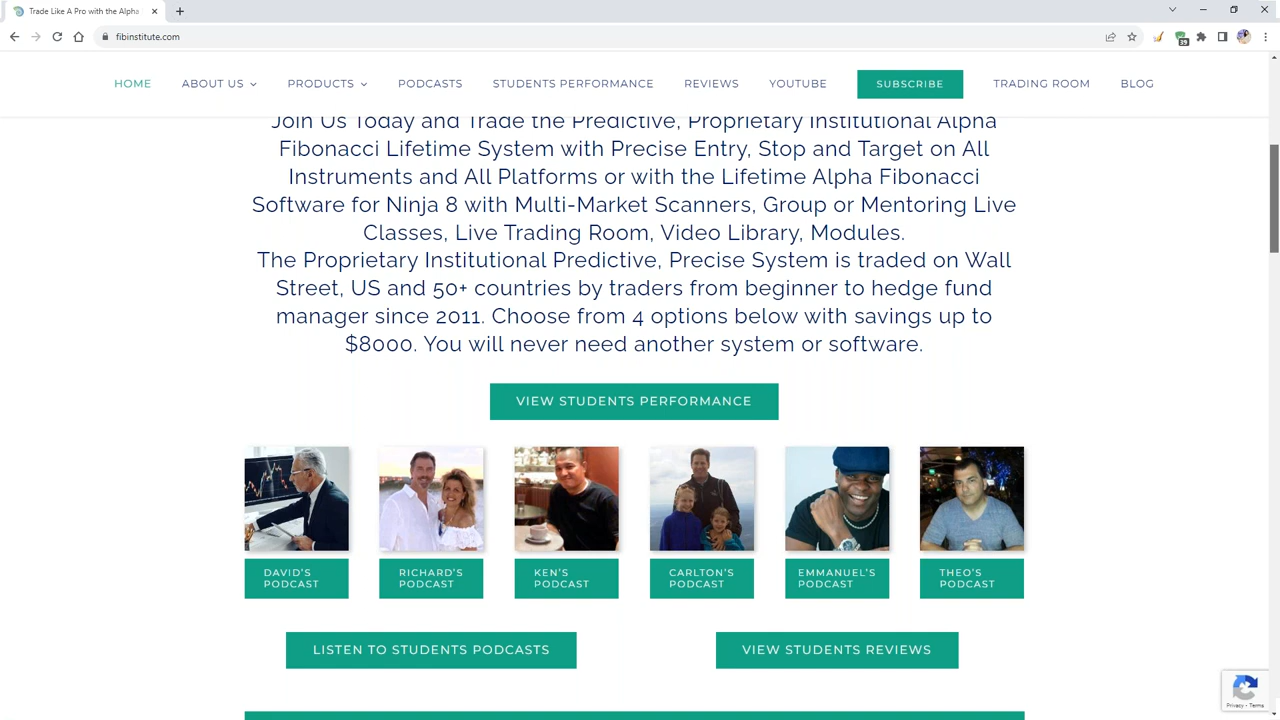 Trade Like A Pro with the Alpha
fibinstitute.com
39
HOME ABOUT US PRODUCTS PODCASTS STUDENTS PERFORMANCE REVIEWS YOUTUBE SUBSCRIBE TRADING ROOM BLOG
Join Us Today and Trade the Predictive, Proprietary Institutional Alpha
Fibonacci Lifetime System with Precise Entry, Stop and Target on All
Instruments and All Platforms or with the Lifetime Alpha Fibonacci
Software for Ninja 8 with Multi-Market Scanners, Group or Mentoring Live
Classes, Live Trading Room, Video Library, Modules.
The Proprietary Institutional Predictive, Precise System is traded on Wall
Street, US and 50+ countries by traders from beginner to hedge fund
manager since 2011. Choose from 4 options below with savings up to
$8000. You will never need another system or software.
VIEW STUDENTS PERFORMANCE
DAVID'S
PODCAST
RICHARD'S
PODCAST
KEN'S
PODCAST
CARLTON'S
PODCAST
EMMANUEL'S
PODCAST
THEO'S
PODCAST
LISTEN TO STUDENTS PODCASTS
VIEW STUDENTS REVIEWS
Privacy - Terms